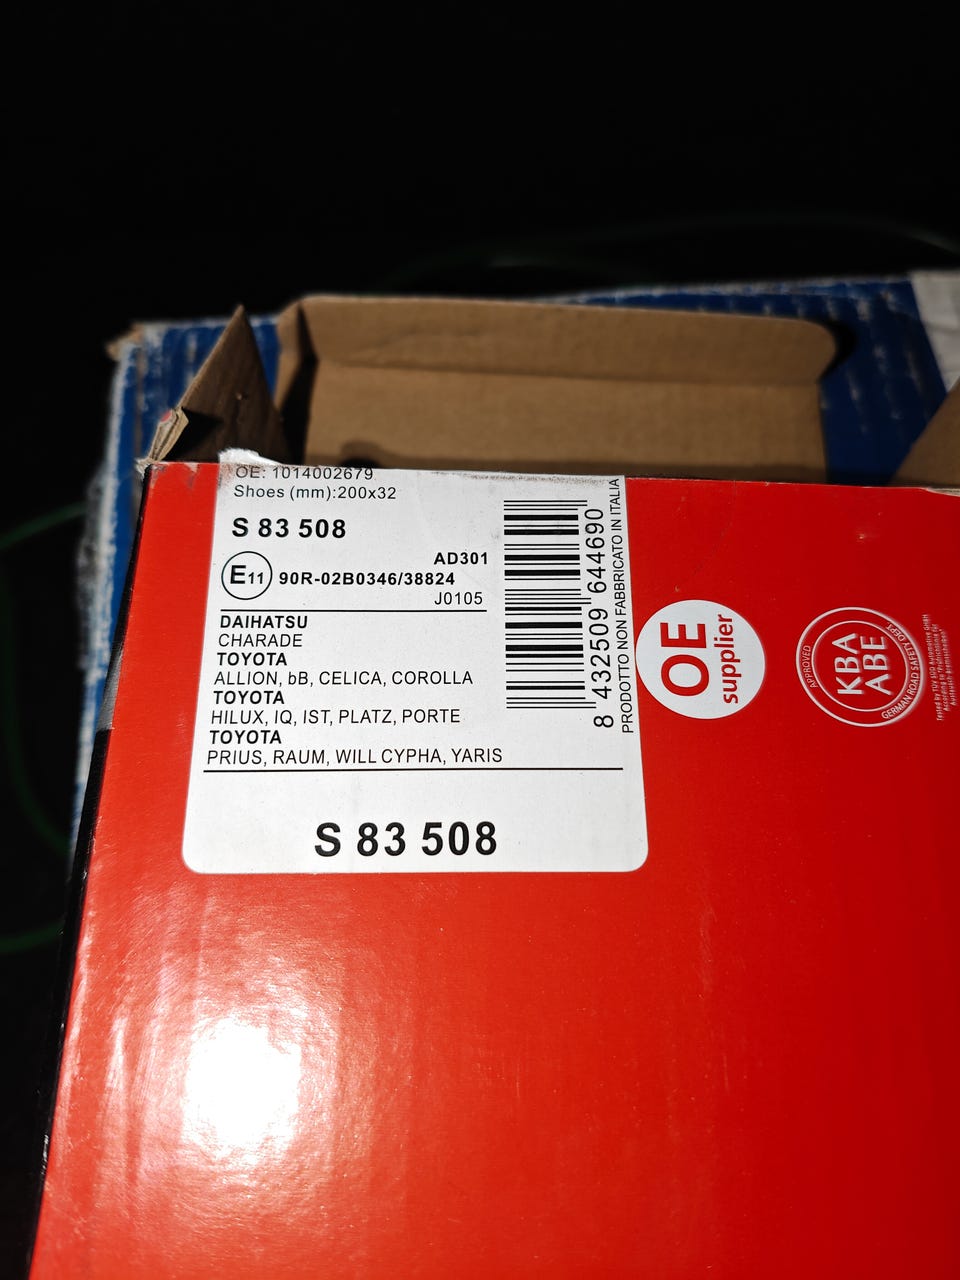 OE: 1014002679
Shoes (mm):200x32
S 83 508
AD301
E11 90R-02B0346/38824
J0105
DAIHATSU
CHARADE
TOYOTA
ALLION, bB, CELICA, COROLLA
TOYOTA
HILUX, IQ, IST, PLATZ, PORTE
TOYOTA
PRIUS, RAUM, WILL CYPHA, YARIS
S 83 508
8 432509 644690
PRODOTTO NON FABBRICATO IN ITALIA
OE
supplier
APPROVED
KBA
ABE
GERMAN ROAD SAFETY DEPT.